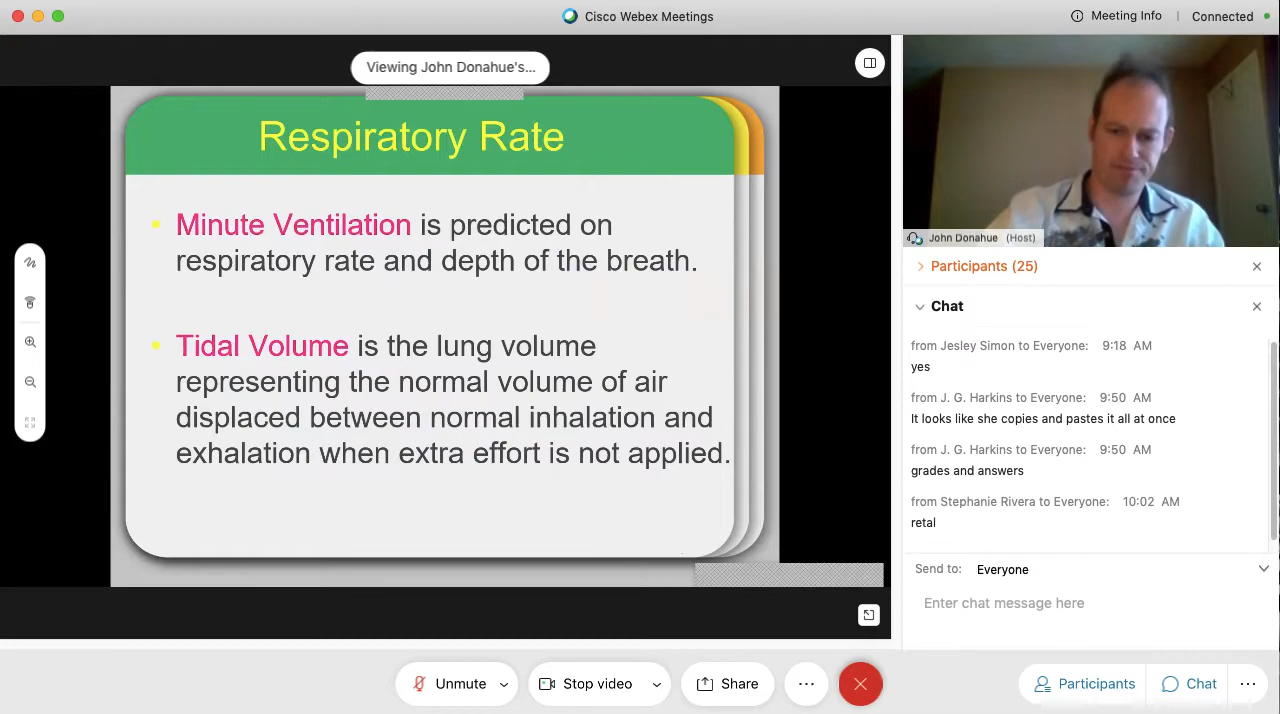 Cisco Webex Meetings
Meeting Info
Connected
Viewing John Donahue's...
Respiratory Rate
Minute Ventilation is predicted on
respiratory rate and depth of the breath.
Tidal Volume is the lung volume
representing the normal volume of air
displaced between normal inhalation and
exhalation when extra effort is not applied.
John Donahue (Host)
Participants (25)
Chat
from Jesley Simon to Everyone: 9:18 AM
yes
from J. G. Harkins to Everyone: 9:50 AM
It looks like she copies and pastes it all at once
from J. G. Harkins to Everyone: 9:50 AM
grades and answers
from Stephanie Rivera to Everyone: 10:02 AM
retal
Send to: Everyone
Enter chat message here
Unmute
Stop video
Share
Participants
Chat